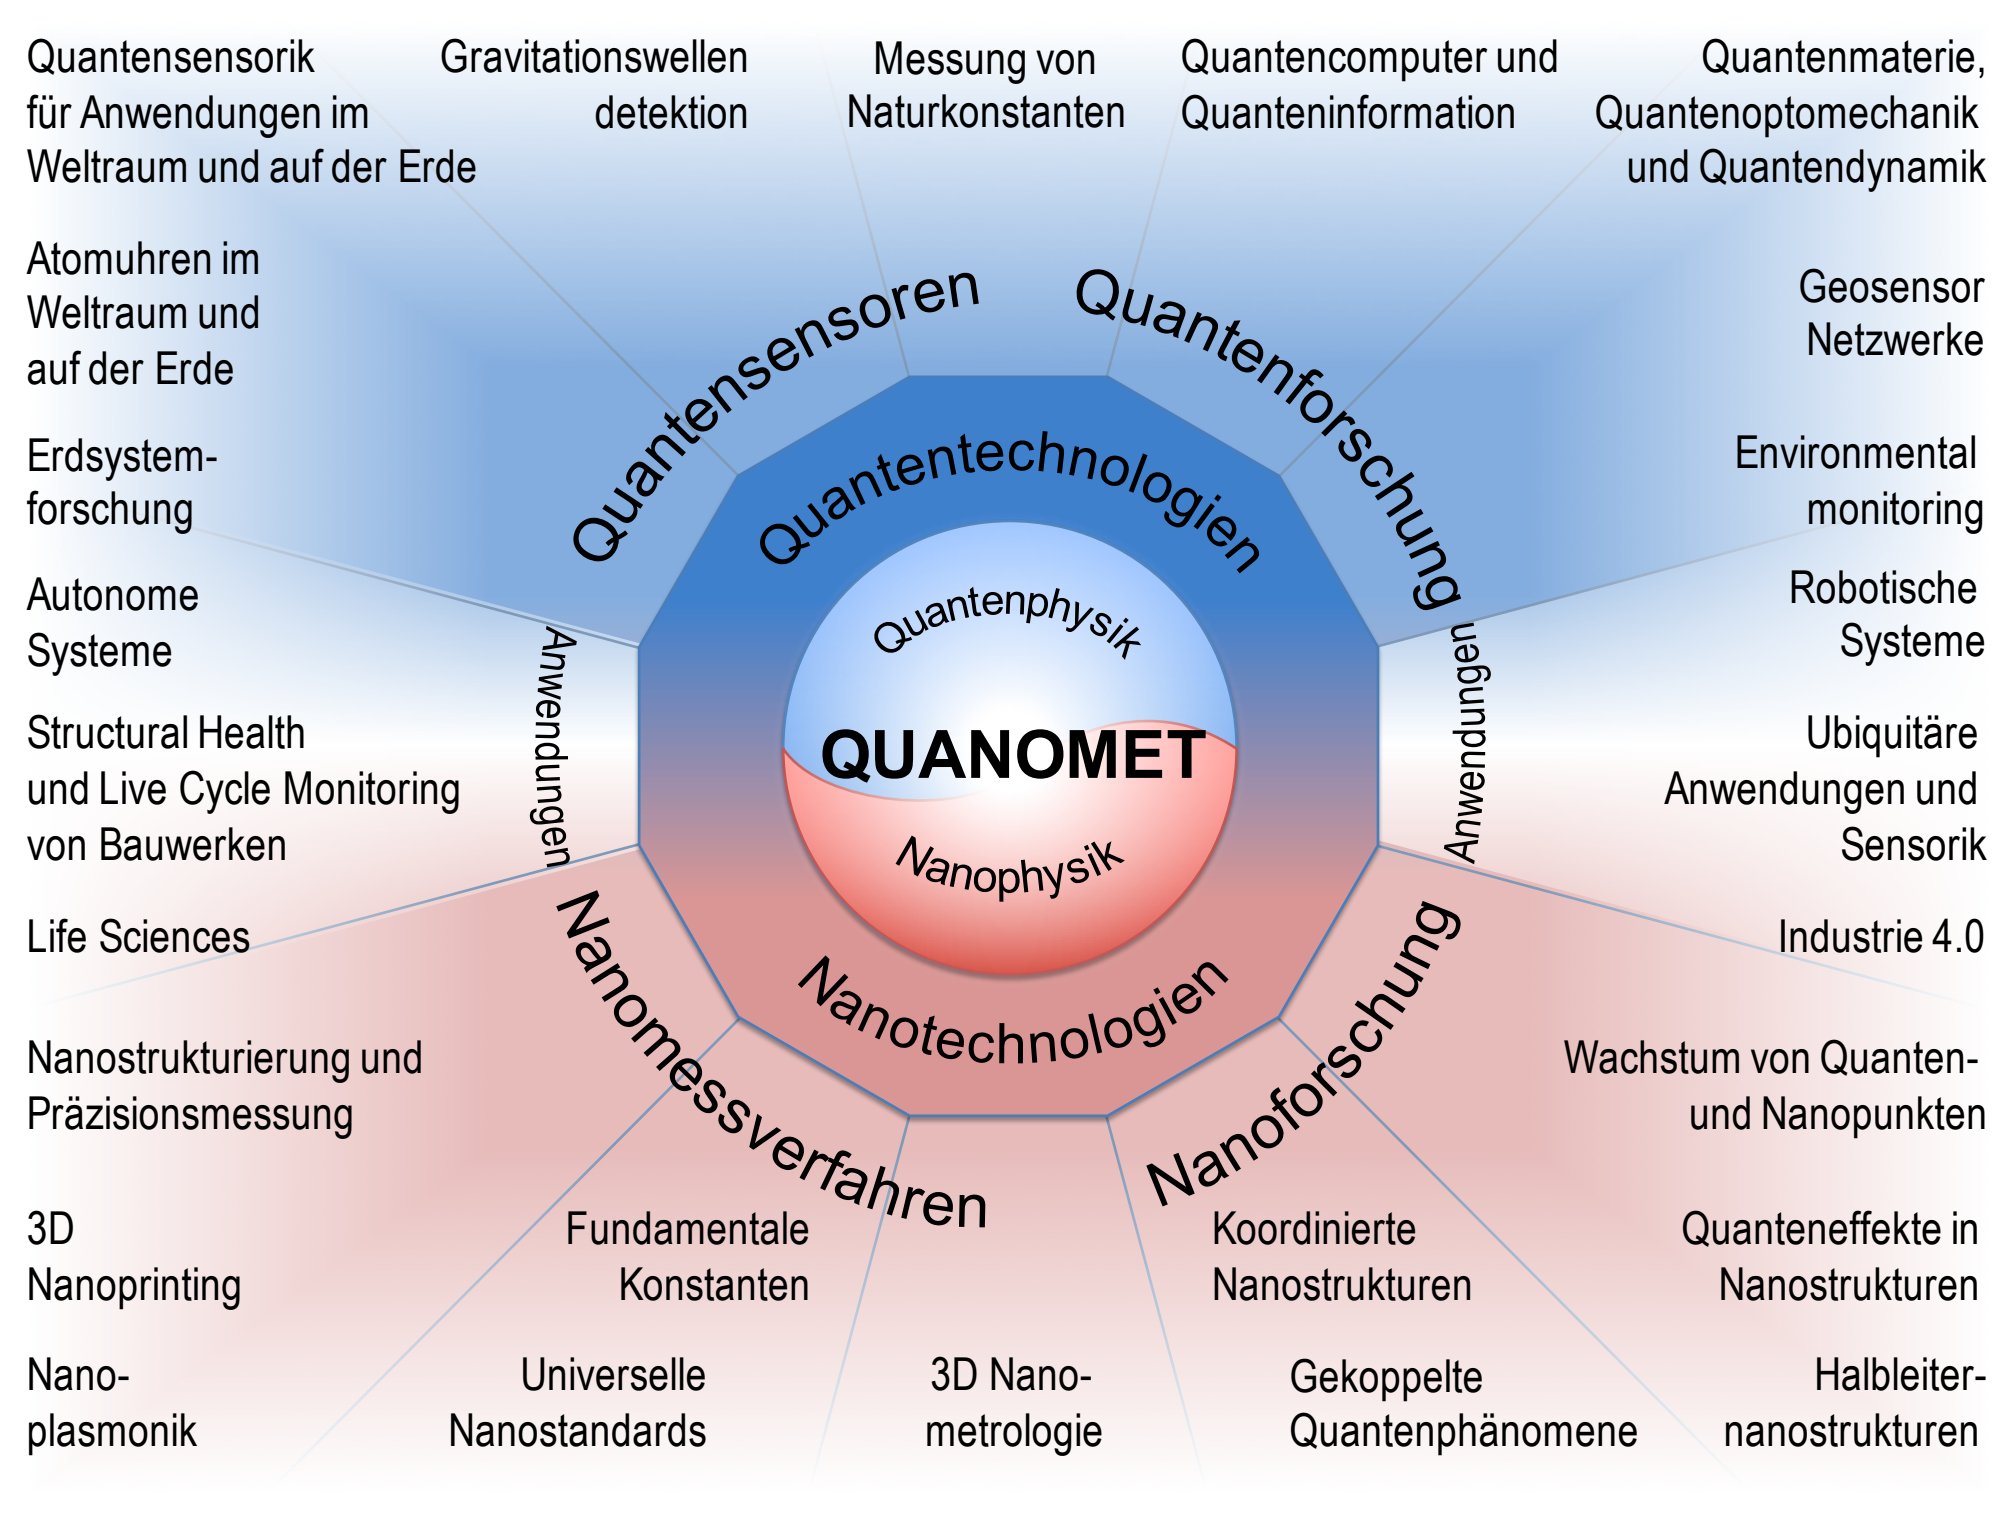 Quantensensorik
für Anwendungen im
Weltraum und auf der Erde
Gravitationswellen
detektion
Messung von
Naturkonstanten
Quantencomputer und
Quanteninformation
Quantenmaterie,
Quantenoptomechanik
und Quantendynamik
Atomuhren im
Weltraum und
auf der Erde
Erdsystem-
forschung
Autonome
Systeme
Structural Health
und Live Cycle Monitoring
von Bauwerken
Life Sciences
Quantensensoren
Quantenforschung
Anwendungen
Quantentechnologien
Quantenphysik
QUANOMET
Nanophysik
Nanotechnologien
Anwendungen
Nanomessverfahren
Nanoforschung
Geosensor
Netzwerke
Environmental
monitoring
Robotische
Systeme
Ubiquitäre
Anwendungen und
Sensorik
Industrie 4.0
Nanostrukturierung und
Präzisionsmessung
3D
Nanoprinting
Nano-
plasmonik
Fundamentale
Konstanten
Universelle
Nanostandards
3D Nano-
metrologie
Koordinierte
Nanostrukturen
Gekoppelte
Quantenphänomene
Wachstum von Quanten-
und Nanopunkten
Quanteneffekte in
Nanostrukturen
Halbleiter-
nanostrukturen